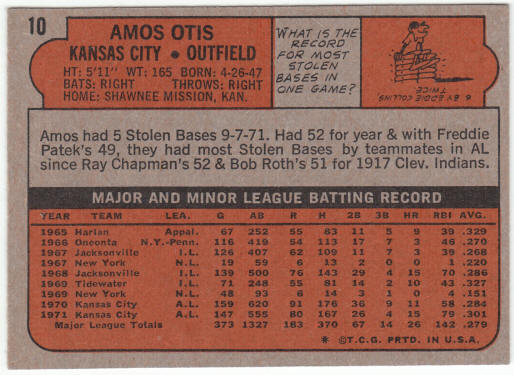 10
AMOS OTIS
KANSAS CITY • OUTFIELD
HT: 5'11" WT: 165 BORN: 4-26-47
BATS: RIGHT THROWS: RIGHT
HOME: SHAWNEE MISSION, KAN.
WHAT IS THE
RECORD
FOR MOST
STOLEN
BASES IN
ONE GAME?
6 BY EDDIE COLLINS
TWICE.
Amos had 5 Stolen Bases 9-7-71. Had 52 for year & with Freddie
Patek's 49, they had most Stolen Bases by teammates in AL
since Ray Chapman's 52 & Bob Roth's 51 for 1917 Clev. Indians.
MAJOR AND MINOR LEAGUE BATTING RECORD
YEAR TEAM LEA. G AB R H 2B 3B HR RBI AVG.
1965 Harlan Appal. 67 252 55 83 11 5 9 39 .329
1966 Oneonta N.Y.-Penn. 116 419 54 113 17 7 3 46 .270
1967 Jacksonville I.L. 126 407 62 109 11 7 3 39 .268
1967 New York N.L. 19 59 6 13 2 0 0 1 .220
1968 Jacksonville I.L. 139 500 76 143 29 4 15 70 .286
1969 Tidewater I.L. 71 248 55 81 14 2 10 43 .327
1969 New York N.L. 48 93 6 14 3 1 0 4 .151
1970 Kansas City A.L. 159 620 91 176 36 9 11 58 .284
1971 Kansas City A.L. 147 555 80 167 26 4 15 79 .301
Major League Totals 373 1327 183 370 67 14 26 142 .279
* ©T.C.G. PRTD. IN U.S.A.